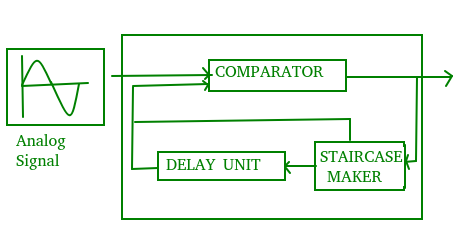 COMPARATOR
Analog
Signal
DELAY UNIT
STAIRCASE
MAKER